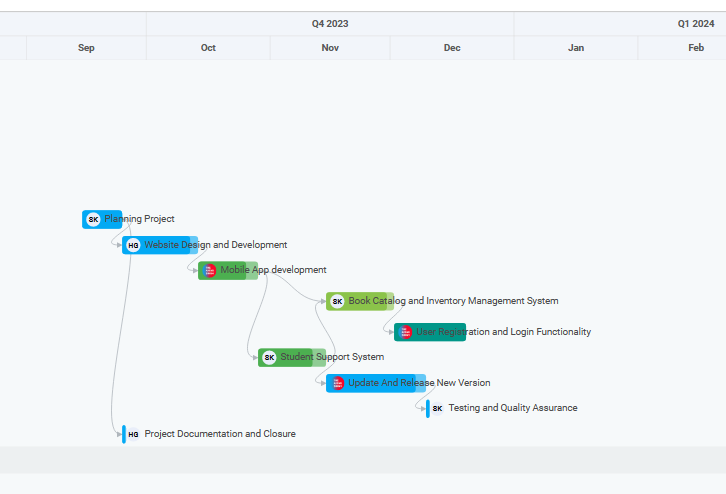 Q4 2023 Q1 2024
Sep Oct Nov Dec Jan Feb
SK Planning Project
HG Website Design and Development
Mobile App development
SK Book Catalog and Inventory Management System
User Registration and Login Functionality
SK Student Support System
Update And Release New Version
SK Testing and Quality Assurance
HG Project Documentation and Closure